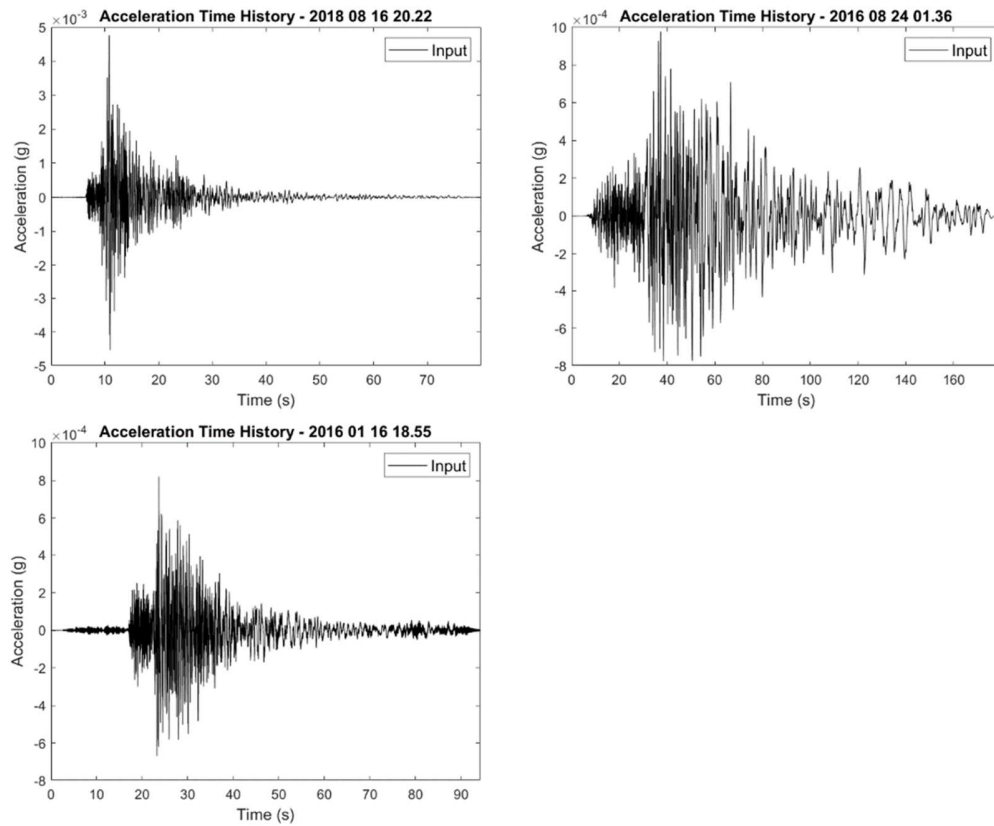 Acceleration Time History - 2018 08 16 20.22
×10⁻³
5
4
3
2
1
0
-1
-2
-3
-4
-5
Acceleration (g)
Input
0 10 20 30 40 50 60 70
Time (s)
Acceleration Time History - 2016 08 24 01.36
×10⁻⁴
10
8
6
4
2
0
-2
-4
-6
-8
Acceleration (g)
Input
0 20 40 60 80 100 120 140 160
Time (s)
Acceleration Time History - 2016 01 16 18.55
×10⁻⁴
10
8
6
4
2
0
-2
-4
-6
-8
Acceleration (g)
Input
0 10 20 30 40 50 60 70 80 90
Time (s)